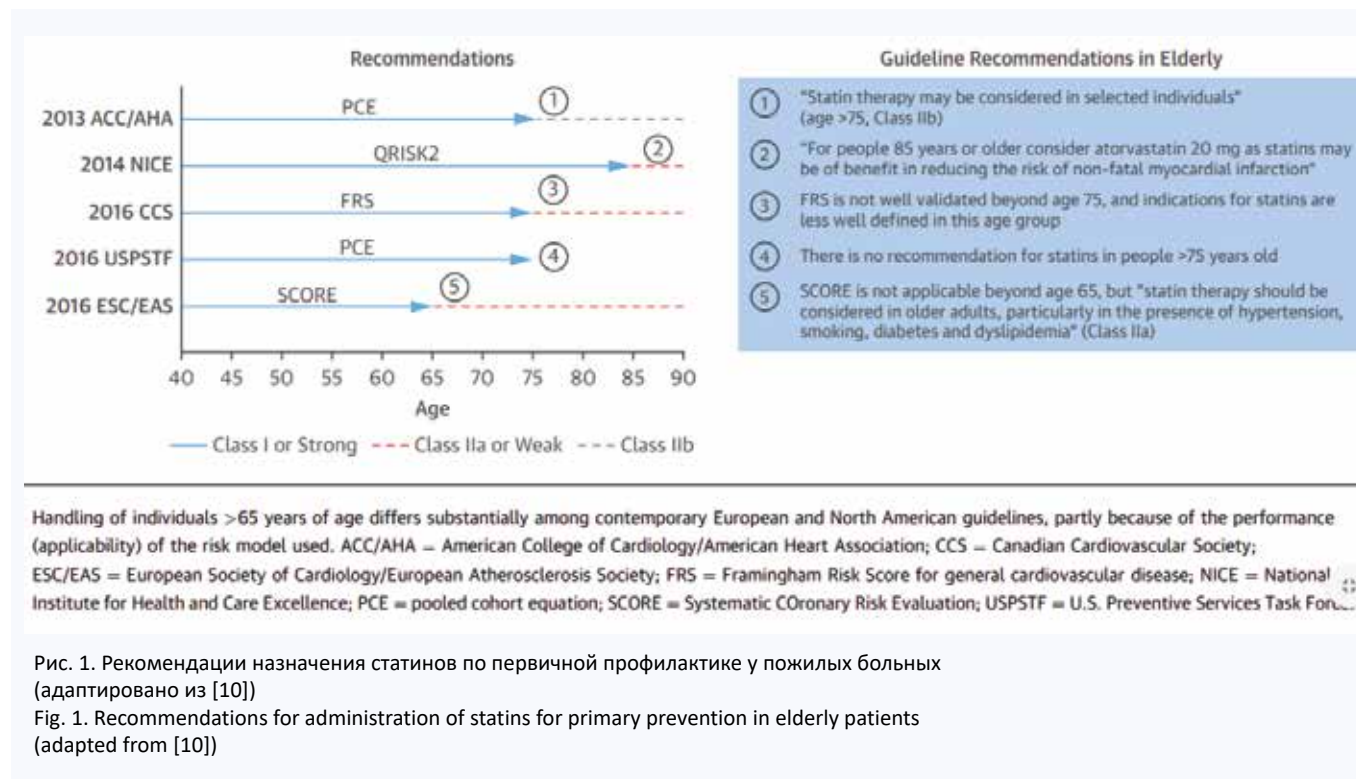 Recommendations
2013 ACC/AHA
PCE
1
2014 NICE
QRISK2
2
2016 CCS
FRS
3
2016 USPSTF
PCE
4
2016 ESC/EAS
SCORE
5
40 45 50 55 60 65 70 75 80 85 90
Age
Class I or Strong Class IIa or Weak Class IIb
Guideline Recommendations in Elderly
1 "Statin therapy may be considered in selected individuals"
(age >75, Class IIb)
2 "For people 85 years or older consider atorvastatin 20 mg as statins may
be of benefit in reducing the risk of non-fatal myocardial infarction"
3 FRS is not well validated beyond age 75, and indications for statins are
less well defined in this age group
4 There is no recommendation for statins in people >75 years old
5 SCORE is not applicable beyond age 65, but "statin therapy should be
considered in older adults, particularly in the presence of hypertension,
smoking, diabetes and dyslipidemia" (Class IIa)
Handling of individuals >65 years of age differs substantially among contemporary European and North American guidelines, partly because of the performance
(applicability) of the risk model used. ACC/AHA = American College of Cardiology/American Heart Association; CCS = Canadian Cardiovascular Society;
ESC/EAS = European Society of Cardiology/European Atherosclerosis Society; FRS = Framingham Risk Score for general cardiovascular disease; NICE = National
Institute for Health and Care Excellence; PCE = pooled cohort equation; SCORE = Systematic COronary Risk Evaluation; USPSTF = U.S. Preventive Services Task
Рис. 1. Рекомендации назначения статинов по первичной профилактике у пожилых больных
(адаптировано из [10])
Fig. 1. Recommendations for administration of statins for primary prevention in elderly patients
(adapted from [10])